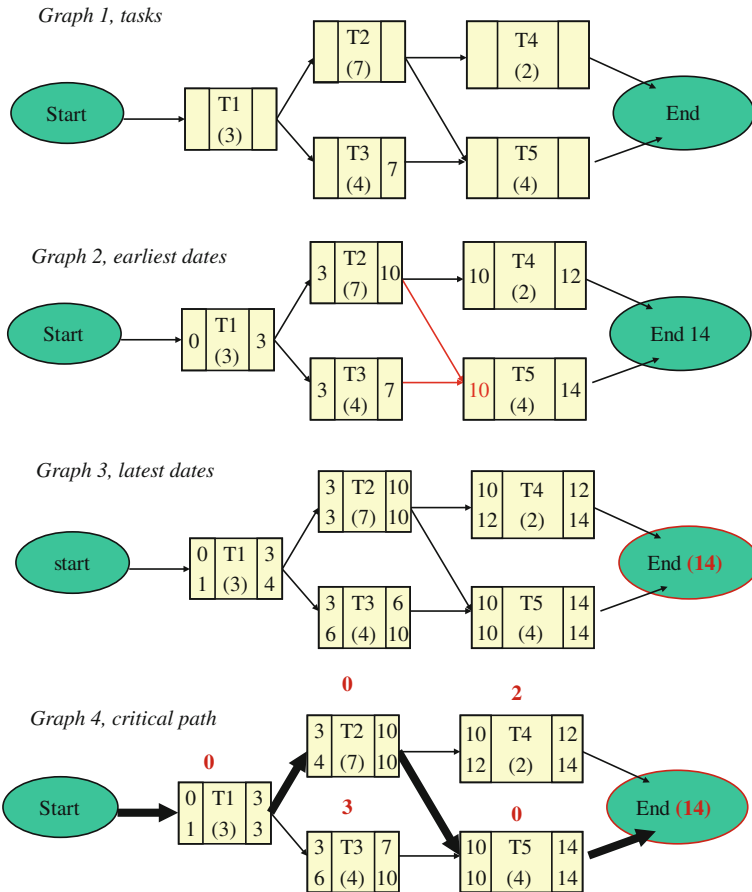 Graph 1, tasks
T2
(7)
T4
(2)
Start
T1
(3)
End
T3
(4)
7
T5
(4)
Graph 2, earliest dates
3
T2
(7)
10
10
T4
(2)
12
Start
0
T1
(3)
3
End 14
3
T3
(4)
7
10
T5
(4)
14
Graph 3, latest dates
3 T2 10
3 (7) 10
10 T4 12
12 (2) 14
start
0 T1 3
1 (3) 4
End (14)
3 T3 6
6 (4) 10
10 T5 14
10 (4) 14
0
2
Graph 4, critical path
3 T2 10
4 (7) 10
10 T4 12
12 (2) 14
0
Start
0 T1 3
1 (3) 3
3
0
End (14)
3 T3 7
6 (4) 10
10 T5 14
10 (4) 14